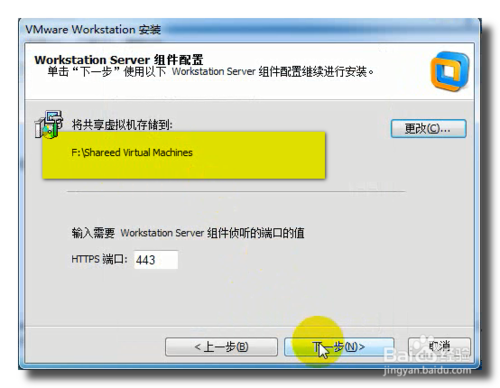 VMware Workstation 安装
Workstation Server 组件配置
单击“下一步”使用以下 Workstation Server 组件配置继续进行安装。
将共享虚拟机存储到:
更改(C)...
F:\Shareed Virtual Machines
输入需要 Workstation Server 组件侦听的端口的值
HTTPS 端口: 443
<上一步(B) 下一步(N)> 取消
Baidu 经验
jingyan.baidu.com